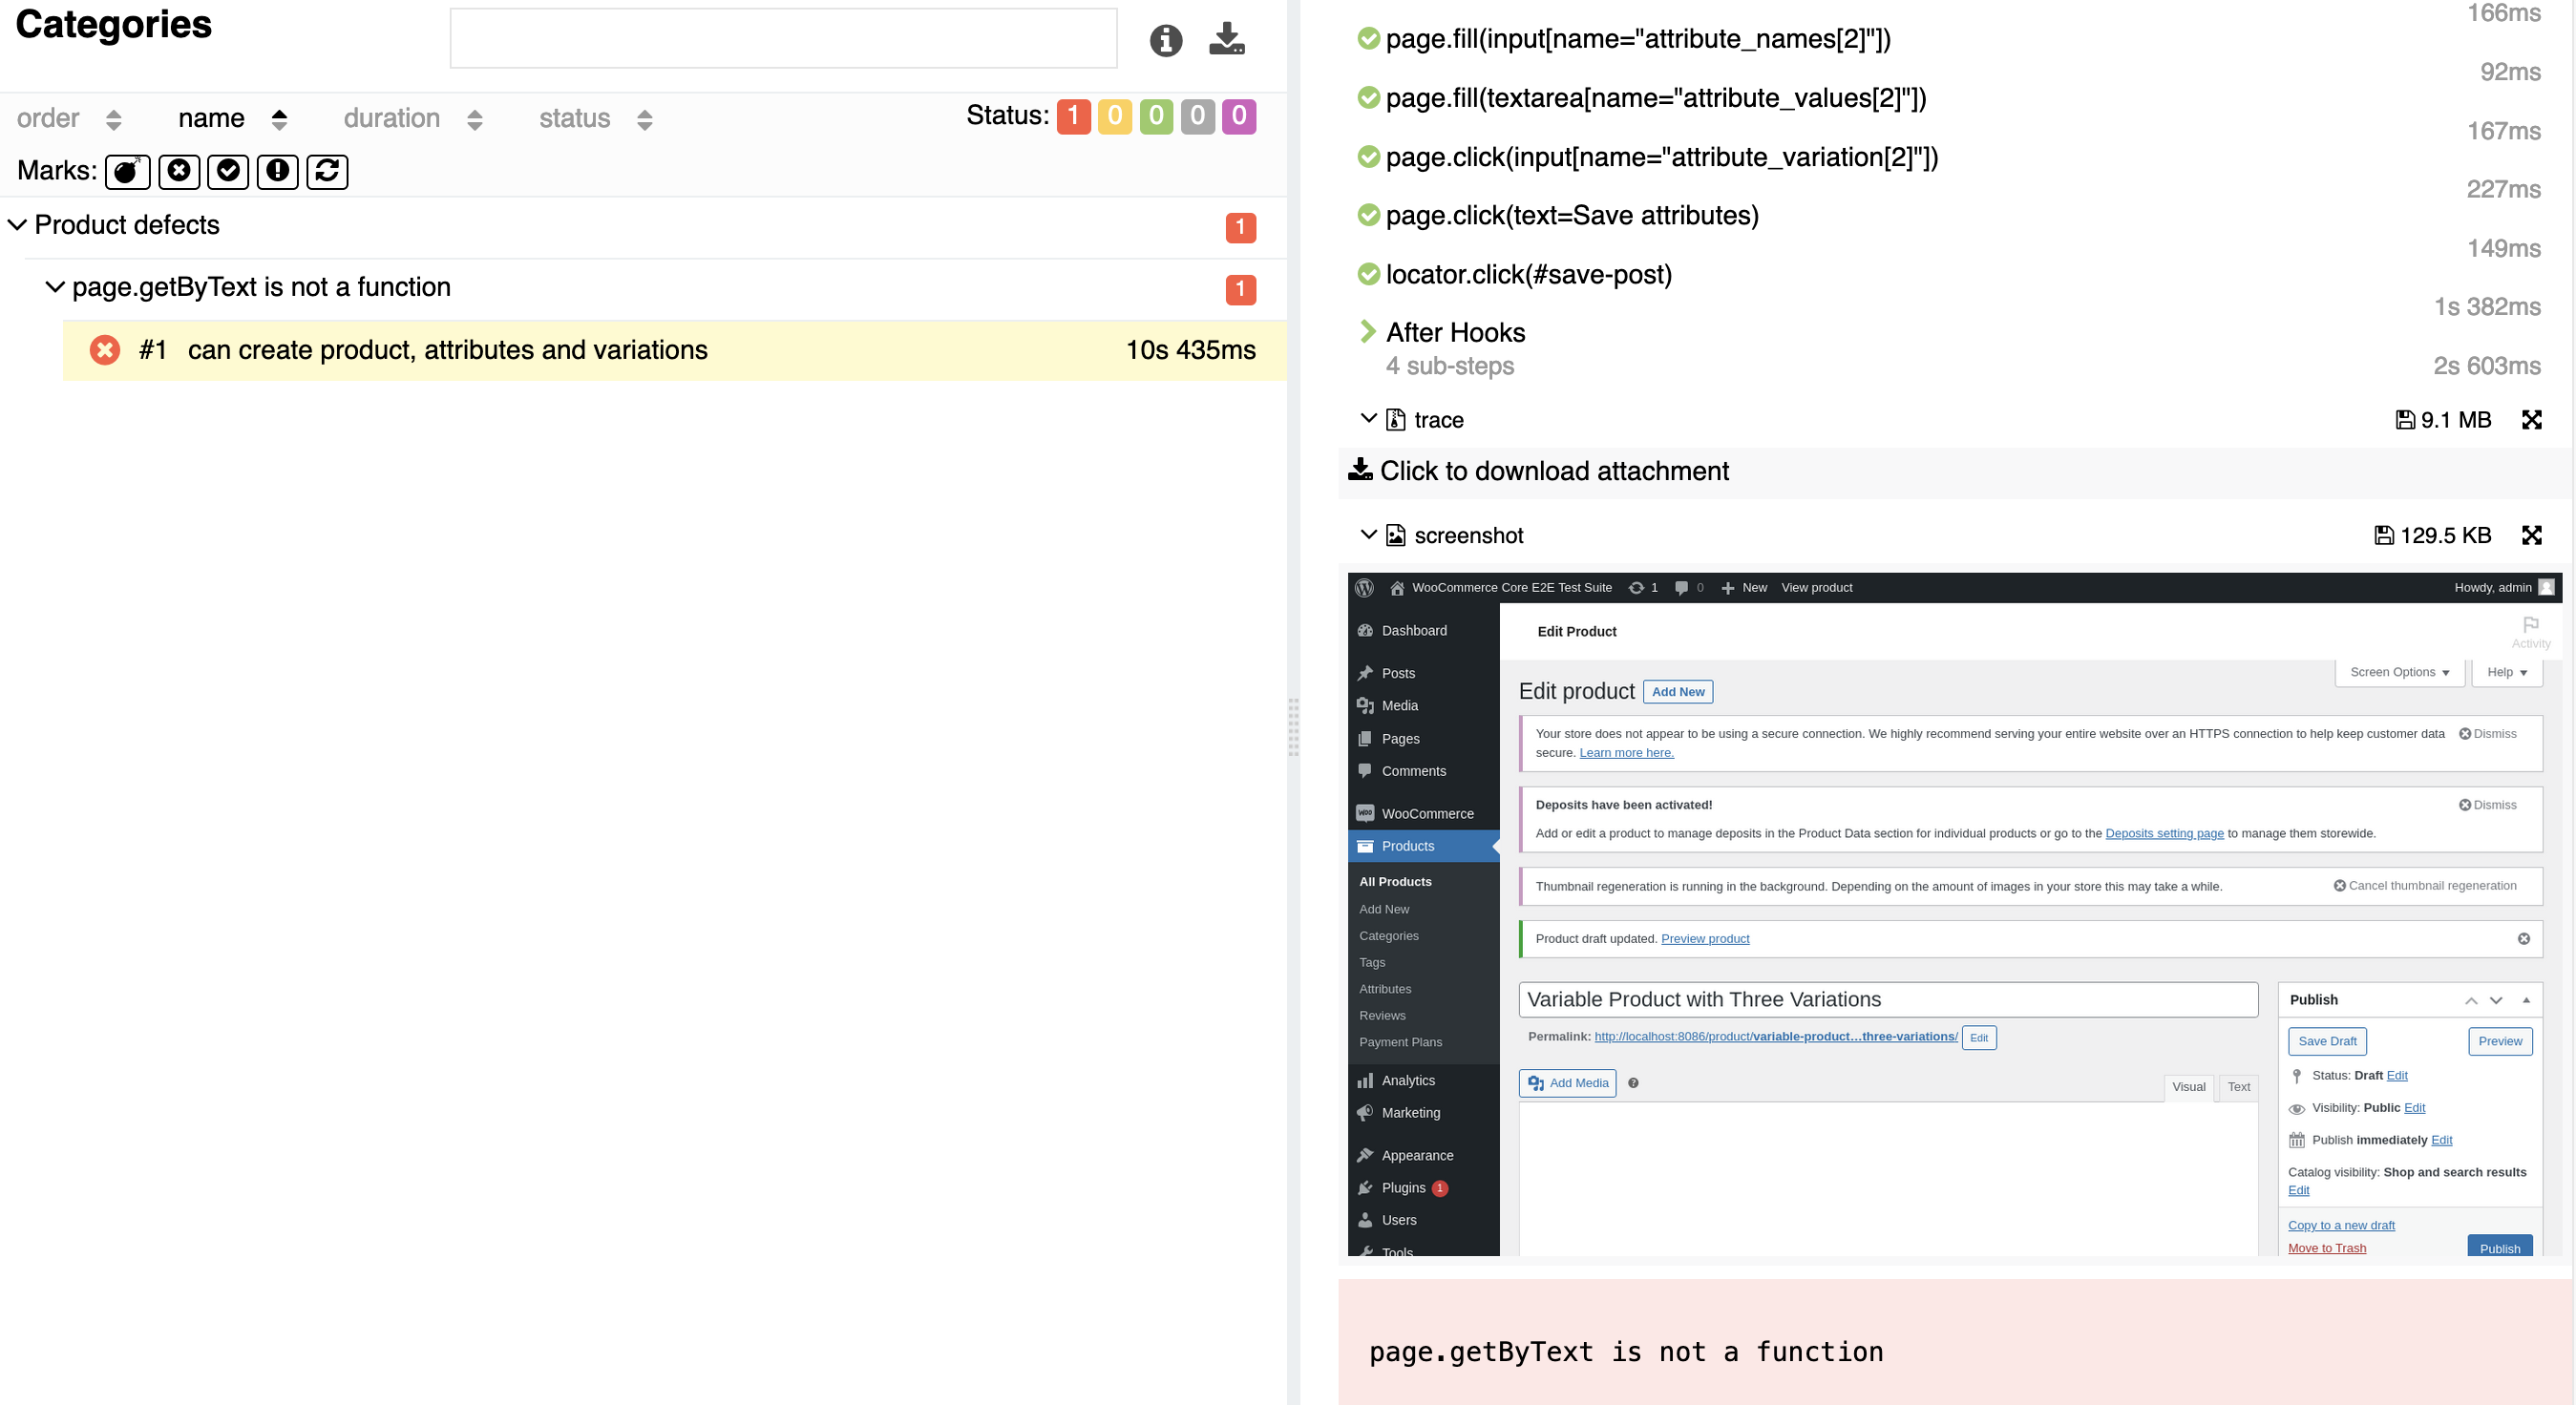 Categories
order name duration status Status: 1 0 0 0 0
Marks:
Product defects 1
page.getByText is not a function 1
#1 can create product, attributes and variations 10s 435ms
166ms
page.fill(input[name="attribute_names[2]"])
92ms
page.fill(textarea[name="attribute_values[2]"])
167ms
page.click(input[name="attribute_variation[2]"])
227ms
page.click(text=Save attributes)
149ms
locator.click(#save-post)
1s 382ms
After Hooks
4 sub-steps 2s 603ms
trace 9.1 MB
Click to download attachment
screenshot 129.5 KB
WooCommerce Core E2E Test Suite 1 0 New View product Howdy, admin
Dashboard
Posts
Media
Pages
Comments
WooCommerce
Products
All Products
Add New
Categories
Tags
Attributes
Reviews
Payment Plans
Analytics
Marketing
Appearance
Plugins 1
Users
Tools
Edit Product
Activity
Screen Options Help
Edit product Add New
Your store does not appear to be using a secure connection. We highly recommend serving your entire website over an HTTPS connection to help keep customer data Dismiss
secure. Learn more here.
Deposits have been activated! Dismiss
Add or edit a product to manage deposits in the Product Data section for individual products or go to the Deposits setting page to manage them storewide.
Thumbnail regeneration is running in the background. Depending on the amount of images in your store this may take a while. Cancel thumbnail regeneration
Product draft updated. Preview product
Variable Product with Three Variations
Permalink: http://localhost:8086/product/variable-product…three-variations/ Edit
Add Media Visual Text
Publish
Save Draft Preview
Status: Draft Edit
Visibility: Public Edit
Publish immediately Edit
Catalog visibility: Shop and search results
Edit
Copy to a new draft
Move to Trash Publish
page.getByText is not a function